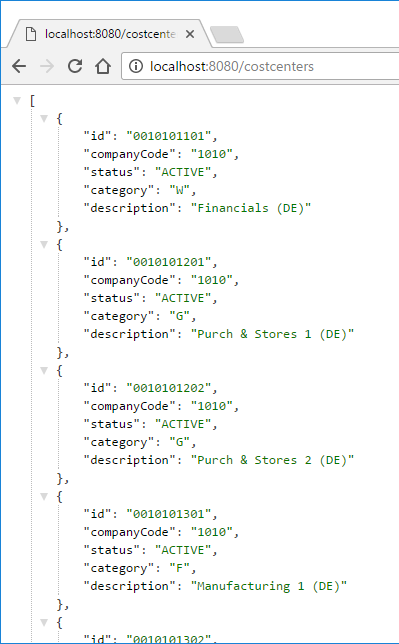 localhost:8080/costcente
localhost:8080/costcenters
[
{
"id": "0010101101",
"companyCode": "1010",
"status": "ACTIVE",
"category": "W",
"description": "Financials (DE)"
},
{
"id": "0010101201",
"companyCode": "1010",
"status": "ACTIVE",
"category": "G",
"description": "Purch & Stores 1 (DE)"
},
{
"id": "0010101202",
"companyCode": "1010",
"status": "ACTIVE",
"category": "G",
"description": "Purch & Stores 2 (DE)"
},
{
"id": "0010101301",
"companyCode": "1010",
"status": "ACTIVE",
"category": "F",
"description": "Manufacturing 1 (DE)"
},
{
"id": "0010101302",